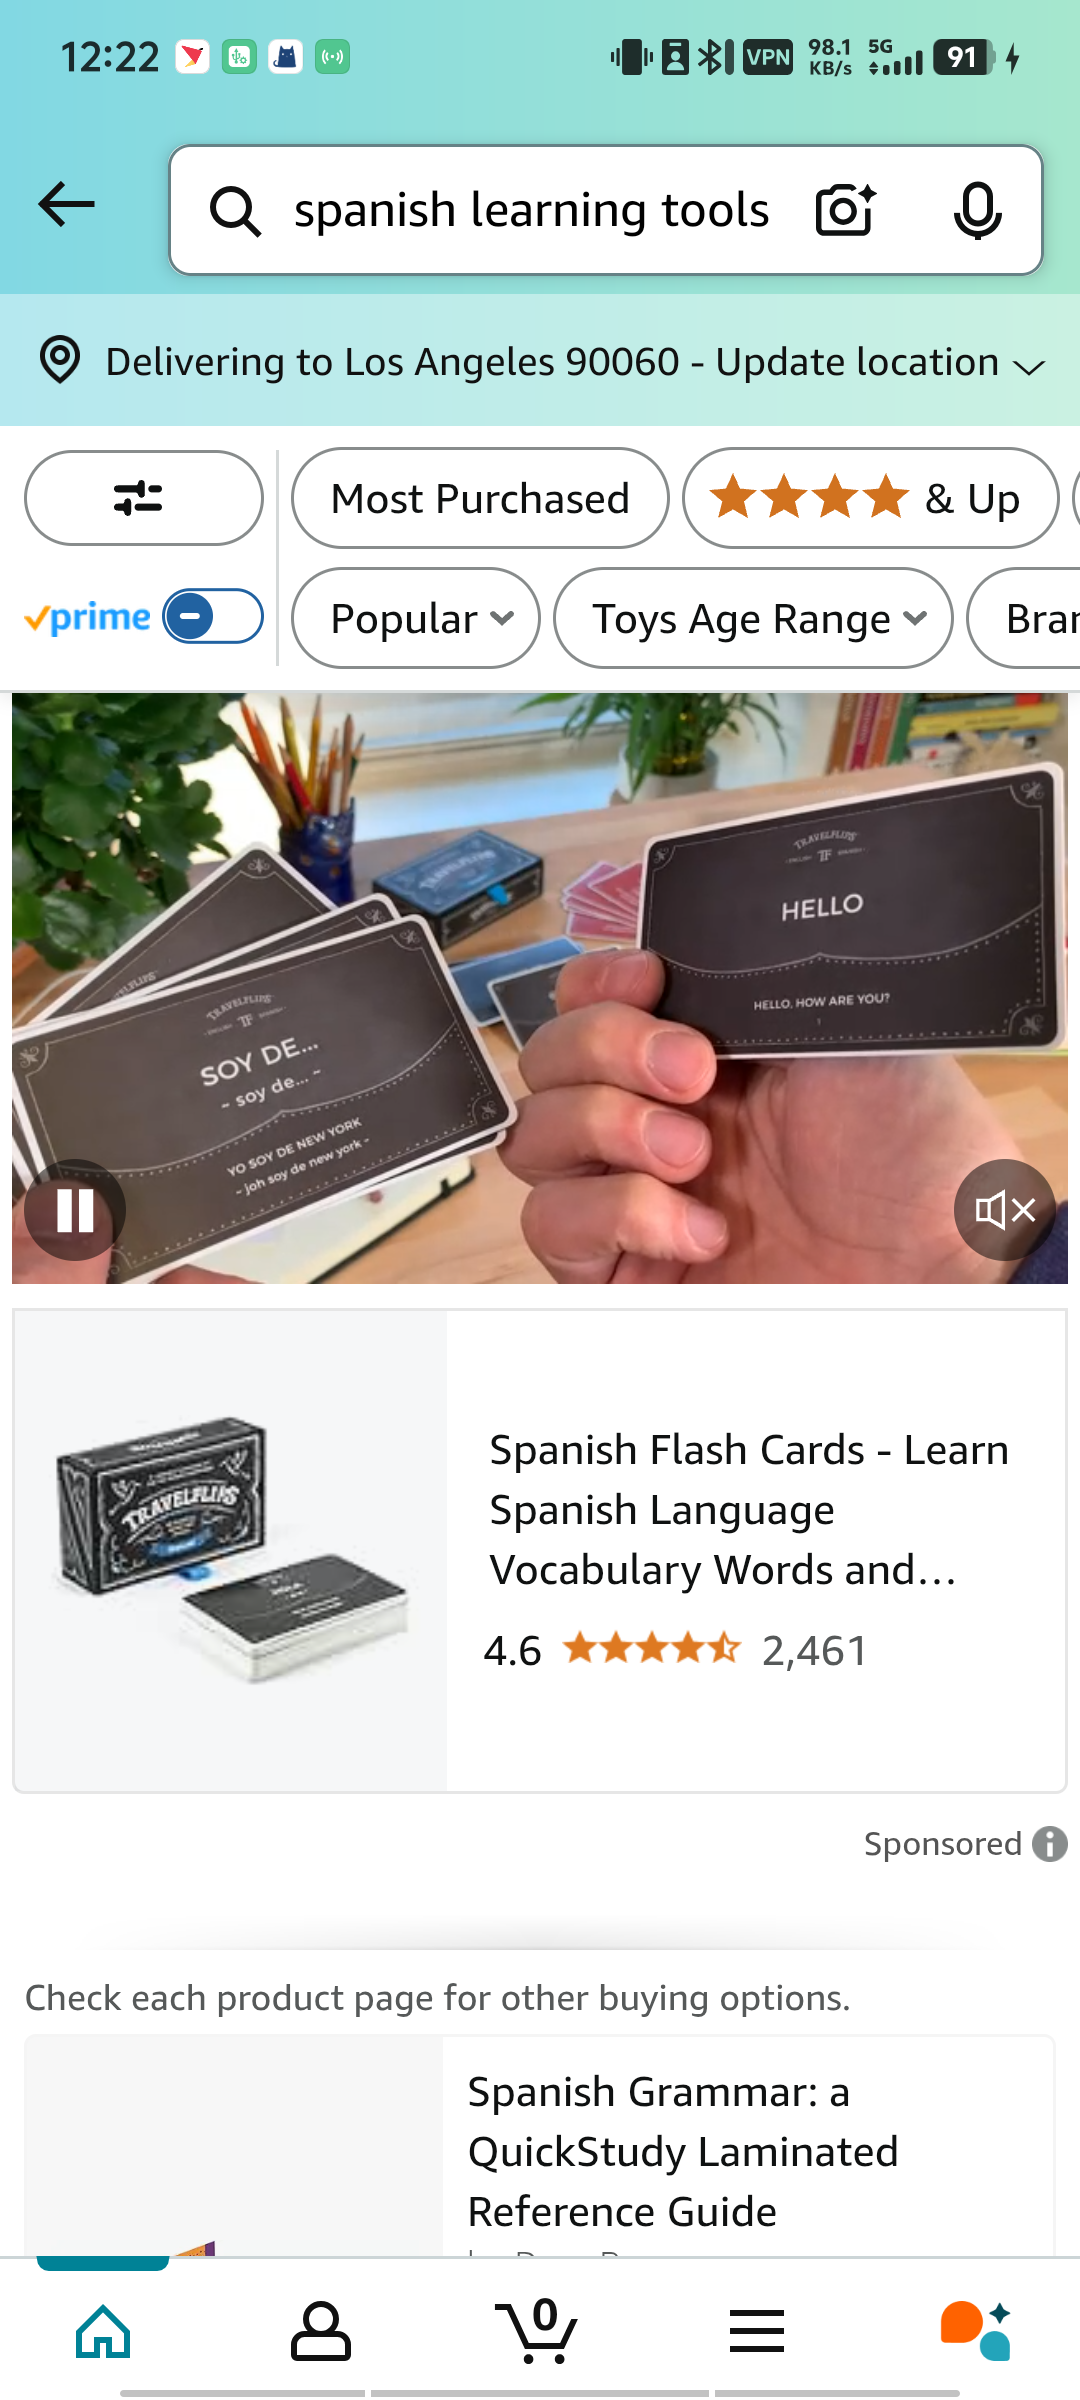 12:22
VPN
98.1 KB/s
5G
91
spanish learning tools
Delivering to Los Angeles 90060 - Update location
Most Purchased
& Up
prime
Popular
Toys Age Range
Bran
TRAVELFLIPS
TF
HELLO
HELLO, HOW ARE YOU?
TRAVELFLIPS
TF
SOY DE...
~ soy de... ~
YO SOY DE NEW YORK
~ joh soy de new york ~
TRAVELFLIPS
Spanish Flash Cards - Learn
Spanish Language
Vocabulary Words and...
4.6
2,461
Sponsored
Check each product page for other buying options.
Spanish Grammar: a
QuickStudy Laminated
Reference Guide
0